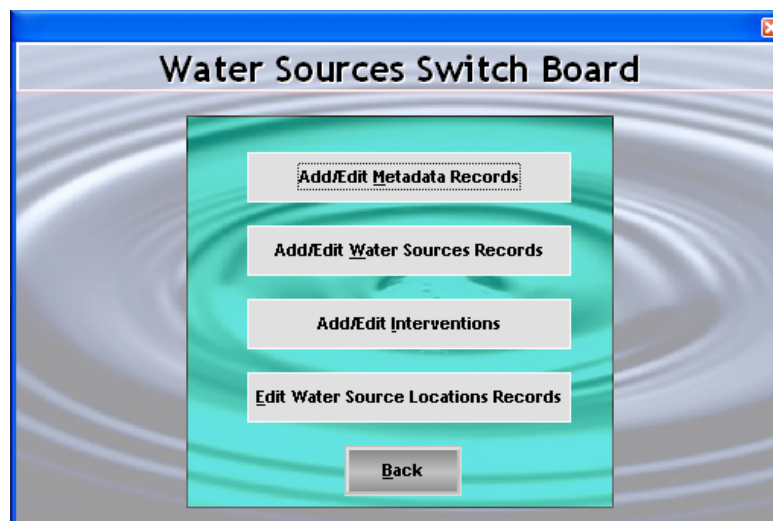 Water Sources Switch Board
Add/Edit Metadata Records
Add/Edit Water Sources Records
Add/Edit Interventions
Edit Water Source Locations Records
Back